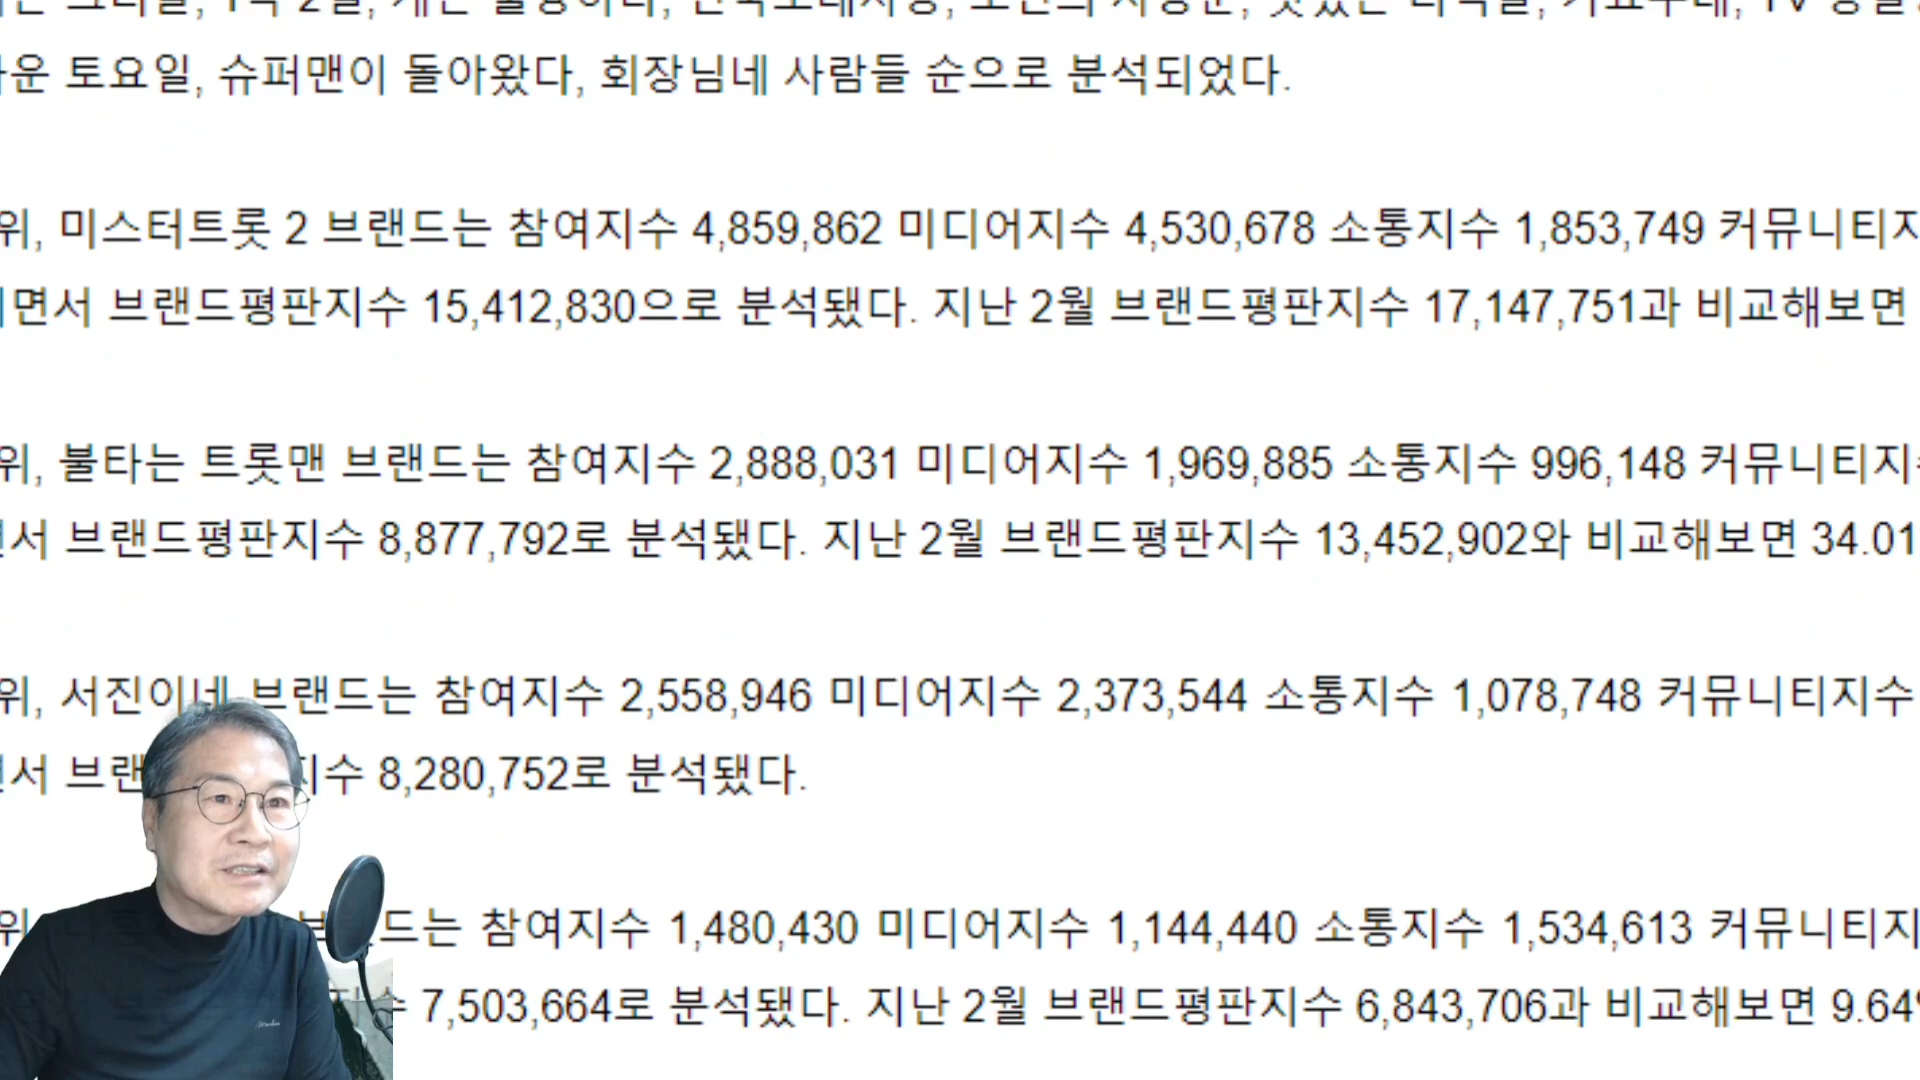 운 토요일, 슈퍼맨이 돌아왔다, 회장님네 사람들 순으로 분석되었다.
위, 미스터트롯 2 브랜드는 참여지수 4,859,862 미디어지수 4,530,678 소통지수 1,853,749 커뮤니티지
면서 브랜드평판지수 15,412,830으로 분석됐다. 지난 2월 브랜드평판지수 17,147,751과 비교해보면
위, 불타는 트롯맨 브랜드는 참여지수 2,888,031 미디어지수 1,969,885 소통지수 996,148 커뮤니티지
서 브랜드평판지수 8,877,792로 분석됐다. 지난 2월 브랜드평판지수 13,452,902와 비교해보면 34.01
위, 서진이네 브랜드는 참여지수 2,558,946 미디어지수 2,373,544 소통지수 1,078,748 커뮤니티지수
서 브랜 지수 8,280,752로 분석됐다.
위 브랜드는 참여지수 1,480,430 미디어지수 1,144,440 소통지수 1,534,613 커뮤니티지
7,503,664로 분석됐다. 지난 2월 브랜드평판지수 6,843,706과 비교해보면 9.64